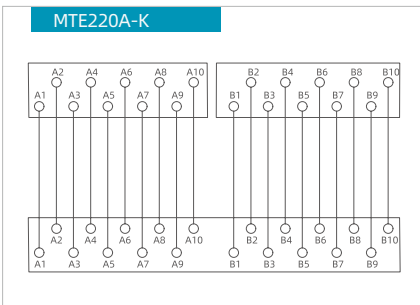 MTE220A-K
A2 A4 A6 A8 A10 B2 B4 B6 B8 B10
A1 A3 A5 A7 A9 B1 B3 B5 B7 B9
A2 A4 A6 A8 A10 B2 B4 B6 B8 B10
A1 A3 A5 A7 A9 B1 B3 B5 B7 B9